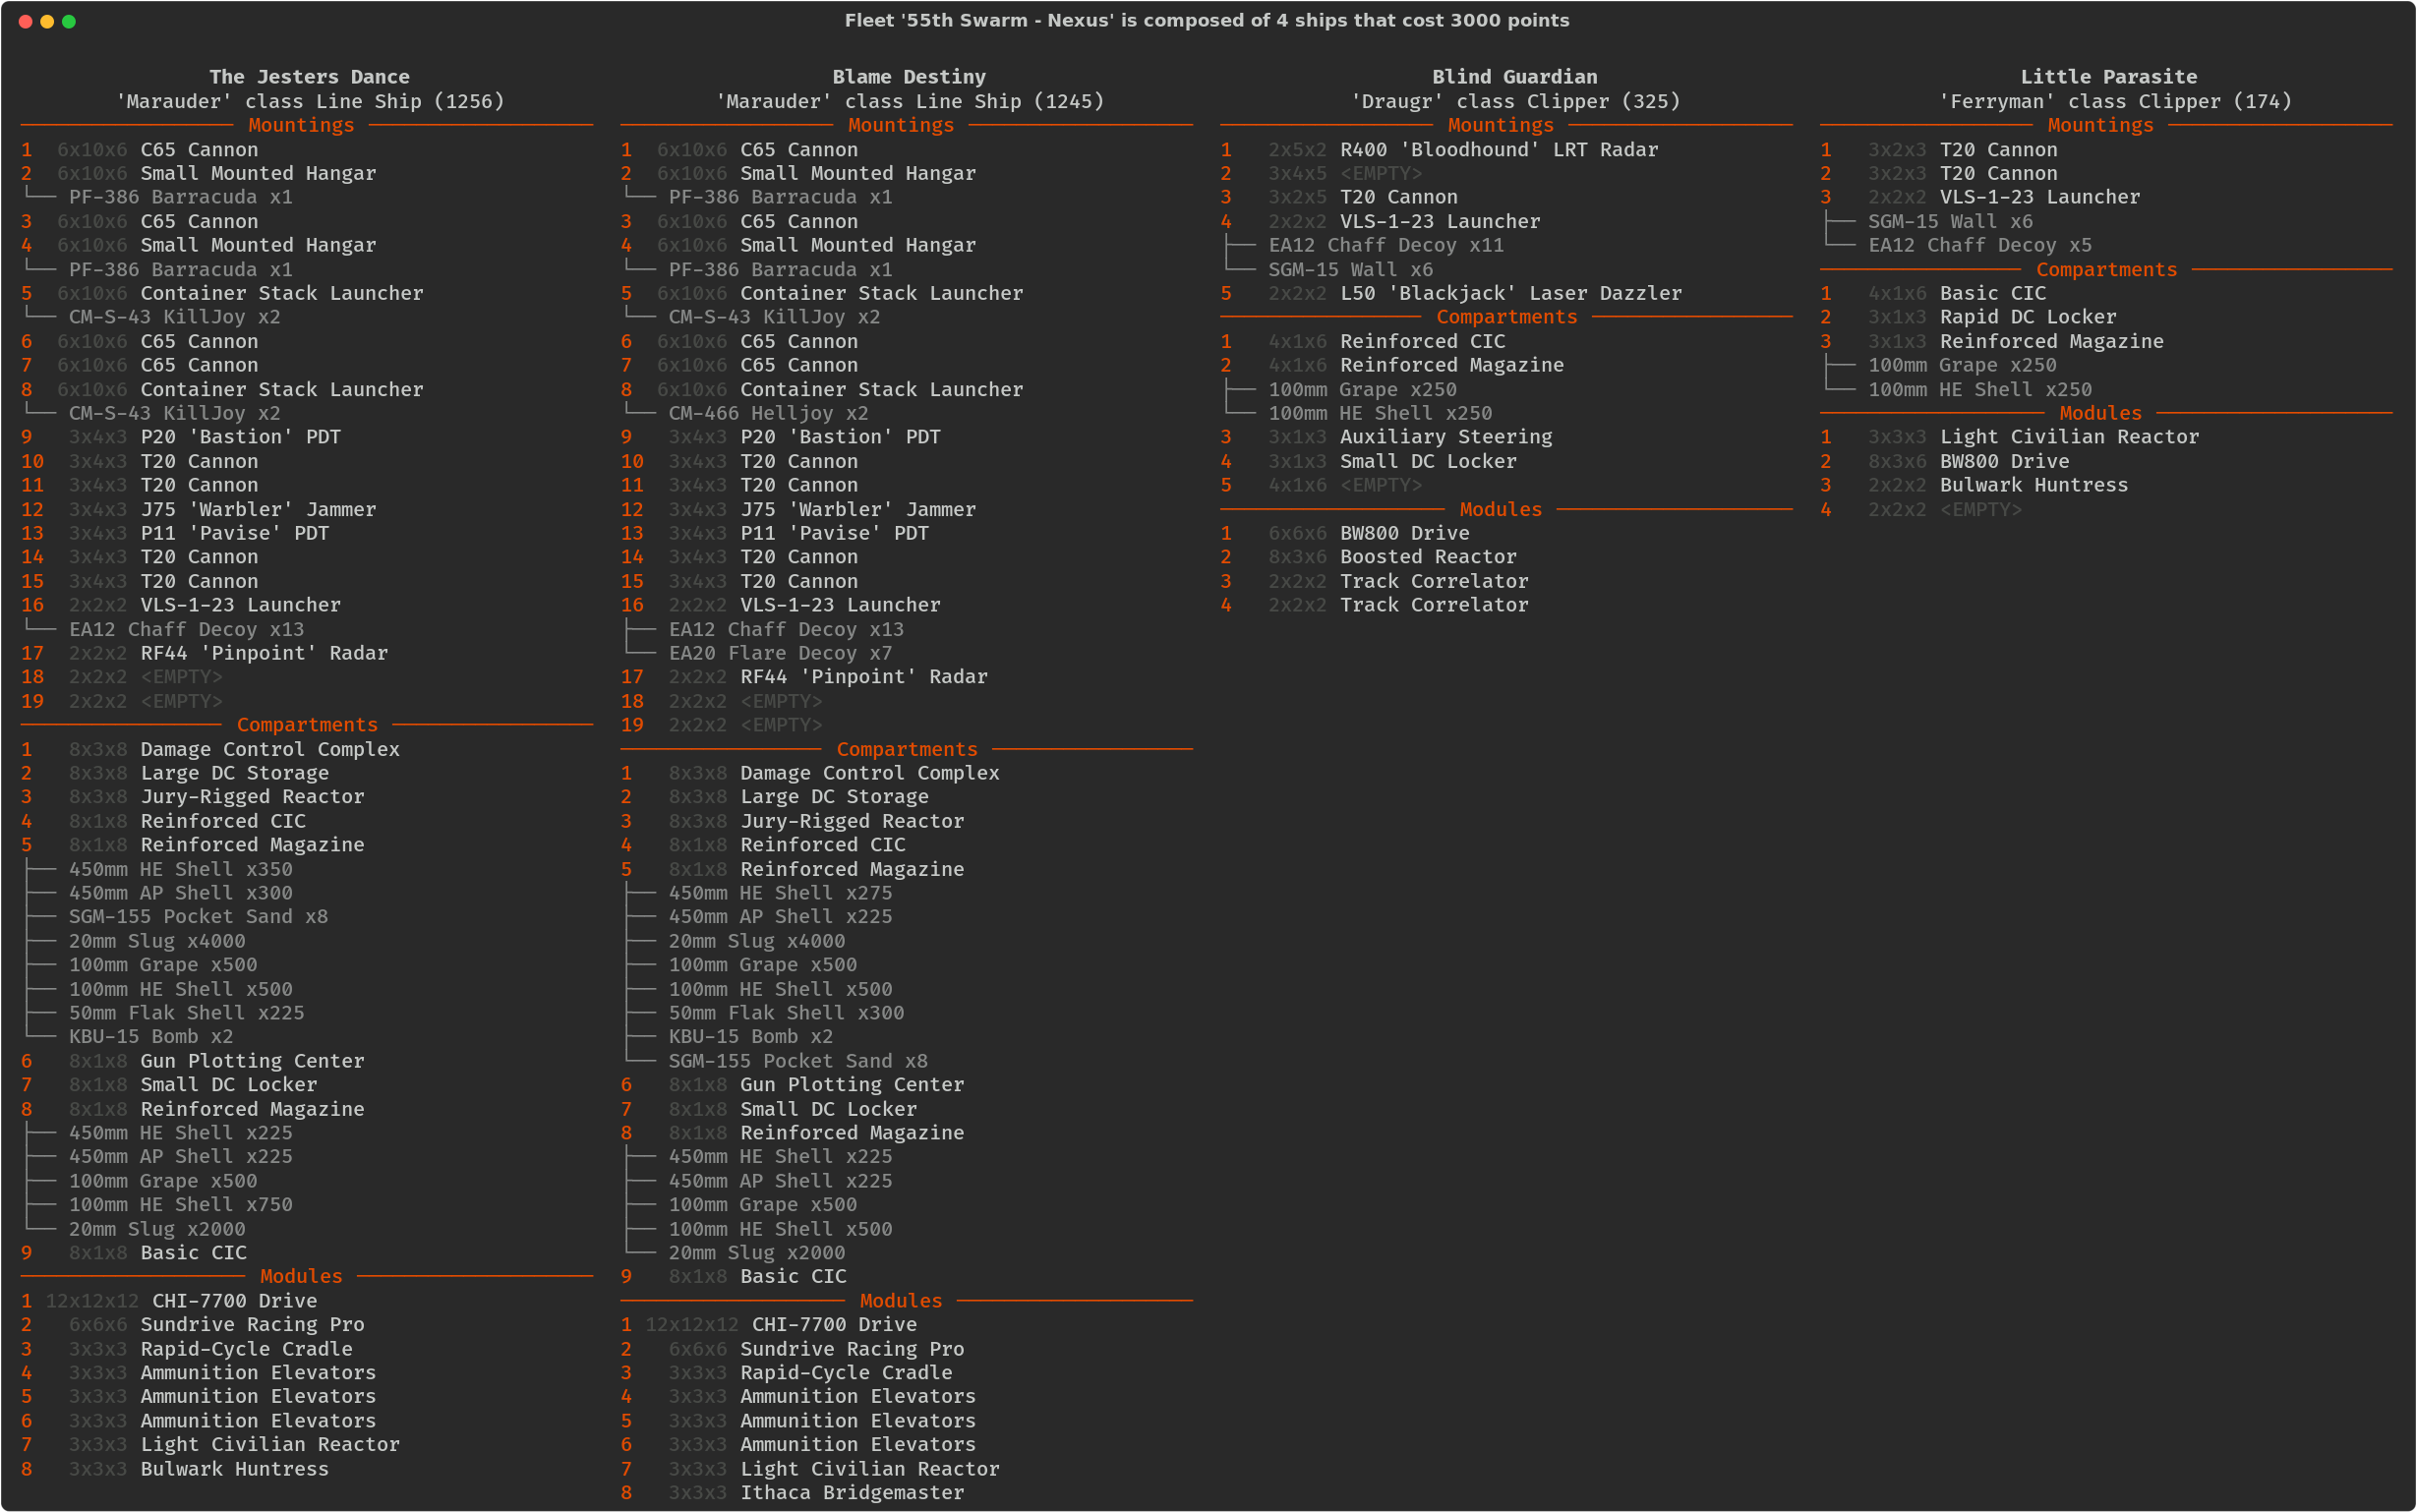 Fleet '55th Swarm - Nexus' is composed of 4 ships that cost 3000 points
The Jesters Dance
'Marauder' class Line Ship (1256)
Mountings
1 6x10x6 C65 Cannon
2 6x10x6 Small Mounted Hangar
└── PF-386 Barracuda x1
3 6x10x6 C65 Cannon
4 6x10x6 Small Mounted Hangar
└── PF-386 Barracuda x1
5 6x10x6 Container Stack Launcher
└── CM-S-43 KillJoy x2
6 6x10x6 C65 Cannon
7 6x10x6 C65 Cannon
8 6x10x6 Container Stack Launcher
└── CM-S-43 KillJoy x2
9 3x4x3 P20 'Bastion' PDT
10 3x4x3 T20 Cannon
11 3x4x3 T20 Cannon
12 3x4x3 J75 'Warbler' Jammer
13 3x4x3 P11 'Pavise' PDT
14 3x4x3 T20 Cannon
15 3x4x3 T20 Cannon
16 2x2x2 VLS-1-23 Launcher
└── EA12 Chaff Decoy x13
17 2x2x2 RF44 'Pinpoint' Radar
18 2x2x2 <EMPTY>
19 2x2x2 <EMPTY>
Compartments
1 8x3x8 Damage Control Complex
2 8x3x8 Large DC Storage
3 8x3x8 Jury-Rigged Reactor
4 8x1x8 Reinforced CIC
5 8x1x8 Reinforced Magazine
├── 450mm HE Shell x350
├── 450mm AP Shell x300
├── SGM-155 Pocket Sand x8
├── 20mm Slug x4000
├── 100mm Grape x500
├── 100mm HE Shell x500
├── 50mm Flak Shell x225
└── KBU-15 Bomb x2
6 8x1x8 Gun Plotting Center
7 8x1x8 Small DC Locker
8 8x1x8 Reinforced Magazine
├── 450mm HE Shell x225
├── 450mm AP Shell x225
├── 100mm Grape x500
├── 100mm HE Shell x750
└── 20mm Slug x2000
9 8x1x8 Basic CIC
Modules
1 12x12x12 CHI-7700 Drive
2 6x6x6 Sundrive Racing Pro
3 3x3x3 Rapid-Cycle Cradle
4 3x3x3 Ammunition Elevators
5 3x3x3 Ammunition Elevators
6 3x3x3 Ammunition Elevators
7 3x3x3 Light Civilian Reactor
8 3x3x3 Bulwark Huntress
Blame Destiny
'Marauder' class Line Ship (1245)
Mountings
1 6x10x6 C65 Cannon
2 6x10x6 Small Mounted Hangar
└── PF-386 Barracuda x1
3 6x10x6 C65 Cannon
4 6x10x6 Small Mounted Hangar
└── PF-386 Barracuda x1
5 6x10x6 Container Stack Launcher
└── CM-S-43 KillJoy x2
6 6x10x6 C65 Cannon
7 6x10x6 C65 Cannon
8 6x10x6 Container Stack Launcher
└── CM-466 Helljoy x2
9 3x4x3 P20 'Bastion' PDT
10 3x4x3 T20 Cannon
11 3x4x3 T20 Cannon
12 3x4x3 J75 'Warbler' Jammer
13 3x4x3 P11 'Pavise' PDT
14 3x4x3 T20 Cannon
15 3x4x3 T20 Cannon
16 2x2x2 VLS-1-23 Launcher
├── EA12 Chaff Decoy x13
└── EA20 Flare Decoy x7
17 2x2x2 RF44 'Pinpoint' Radar
18 2x2x2 <EMPTY>
19 2x2x2 <EMPTY>
Compartments
1 8x3x8 Damage Control Complex
2 8x3x8 Large DC Storage
3 8x3x8 Jury-Rigged Reactor
4 8x1x8 Reinforced CIC
5 8x1x8 Reinforced Magazine
├── 450mm HE Shell x275
├── 450mm AP Shell x225
├── 20mm Slug x4000
├── 100mm Grape x500
├── 100mm HE Shell x500
├── 50mm Flak Shell x300
├── KBU-15 Bomb x2
└── SGM-155 Pocket Sand x8
6 8x1x8 Gun Plotting Center
7 8x1x8 Small DC Locker
8 8x1x8 Reinforced Magazine
├── 450mm HE Shell x225
├── 450mm AP Shell x225
├── 100mm Grape x500
├── 100mm HE Shell x500
└── 20mm Slug x2000
9 8x1x8 Basic CIC
Modules
1 12x12x12 CHI-7700 Drive
2 6x6x6 Sundrive Racing Pro
3 3x3x3 Rapid-Cycle Cradle
4 3x3x3 Ammunition Elevators
5 3x3x3 Ammunition Elevators
6 3x3x3 Ammunition Elevators
7 3x3x3 Light Civilian Reactor
8 3x3x3 Ithaca Bridgemaster
Blind Guardian
'Draugr' class Clipper (325)
Mountings
1 2x5x2 R400 'Bloodhound' LRT Radar
2 3x4x5 <EMPTY>
3 3x2x5 T20 Cannon
4 2x2x2 VLS-1-23 Launcher
├── EA12 Chaff Decoy x11
└── SGM-15 Wall x6
5 2x2x2 L50 'Blackjack' Laser Dazzler
Compartments
1 4x1x6 Reinforced CIC
2 4x1x6 Reinforced Magazine
├── 100mm Grape x250
└── 100mm HE Shell x250
3 3x1x3 Auxiliary Steering
4 3x1x3 Small DC Locker
5 4x1x6 <EMPTY>
Modules
1 6x6x6 BW800 Drive
2 8x3x6 Boosted Reactor
3 2x2x2 Track Correlator
4 2x2x2 Track Correlator
Little Parasite
'Ferryman' class Clipper (174)
Mountings
1 3x2x3 T20 Cannon
2 3x2x3 T20 Cannon
3 2x2x2 VLS-1-23 Launcher
├── SGM-15 Wall x6
└── EA12 Chaff Decoy x5
Compartments
1 4x1x6 Basic CIC
2 3x1x3 Rapid DC Locker
3 3x1x3 Reinforced Magazine
├── 100mm Grape x250
└── 100mm HE Shell x250
Modules
1 3x3x3 Light Civilian Reactor
2 8x3x6 BW800 Drive
3 2x2x2 Bulwark Huntress
4 2x2x2 <EMPTY>